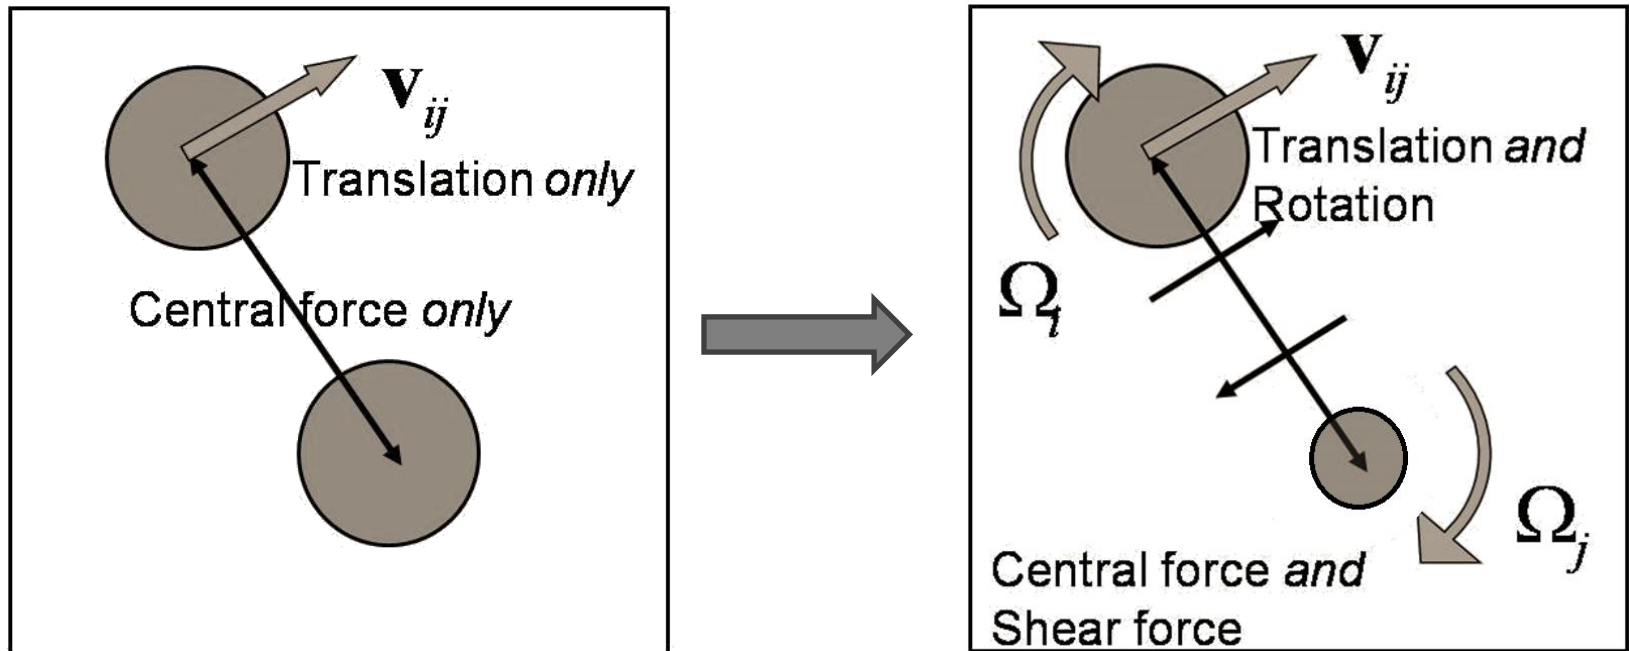 v_ij
Translation only
Central force only
v_ij
Translation and
Rotation
Ω_i
Ω_j
Central force and
Shear force